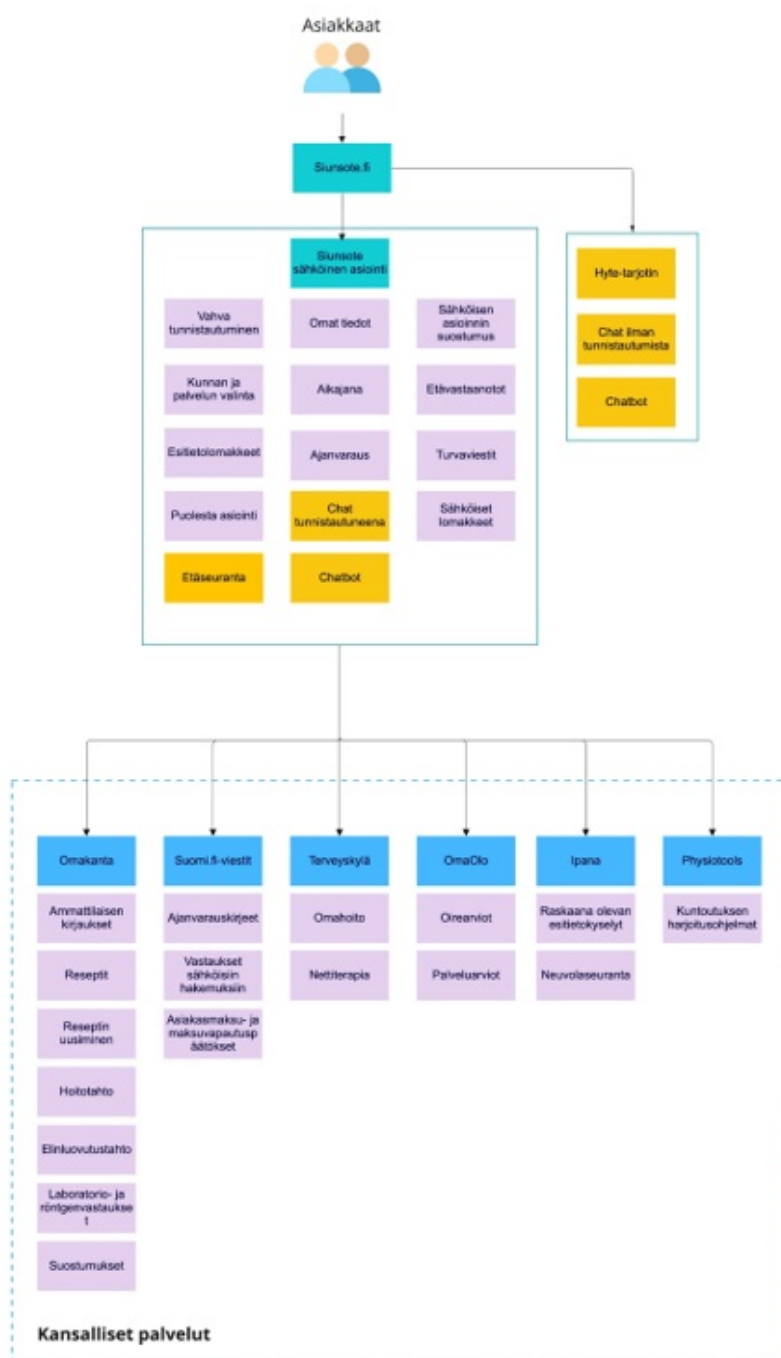 Asiakkaat
Siunsote.fi
Siunsote
sähköinen asiointi
Vahva
tunnistautuminen
Omat tiedot
Sähköisen
asioinnin
suostumus
Kunnan ja
palvelun valinta
Aikajana
Etävastaanotot
Esitietolomakkeet
Ajanvaraus
Turvaviestit
Puolesta asiointi
Chat
tunnistautuneena
Sähköiset
lomakkeet
Etäseuranta
Chatbot
Hyte-tarjotin
Chat ilman
tunnistautumista
Chatbot
Omakanta
Ammattilaisen
kirjaukset
Reseptit
Reseptin
uusiminen
Hoitotahto
Elinluovutustahto
Laboratorio- ja
röntgenvastaukse
t
Suostumukset
Suomi.fi-viestit
Ajanvarauskirjeet
Vastaukset
sähköisiin
hakemuksiin
Asiakasmaksu- ja
maksuvapautusp
äätökset
Terveyskylä
Omahoito
Nettiterapia
OmaOlo
Oirearviot
Palveluarviot
Ipana
Raskaana olevan
esitietokyselyt
Neuvolaseuranta
Physiotools
Kuntoutuksen
harjoitusohjelmat
Kansalliset palvelut